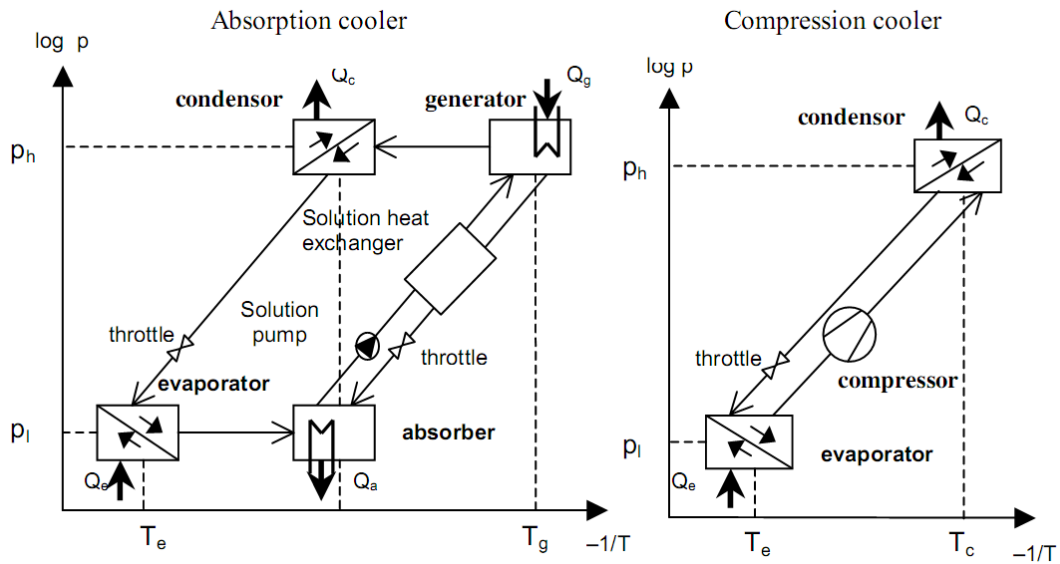 Absorption cooler
log p
Q_c
condensor
generator
Q_g
p_h
Solution heat
exchanger
Solution
pump
throttle
throttle
evaporator
p_l
absorber
Q_e
Q_a
T_e
T_g
–1/T
Compression cooler
log p
condensor
Q_c
p_h
throttle
compressor
p_l
evaporator
Q_e
T_e
T_c
–1/T